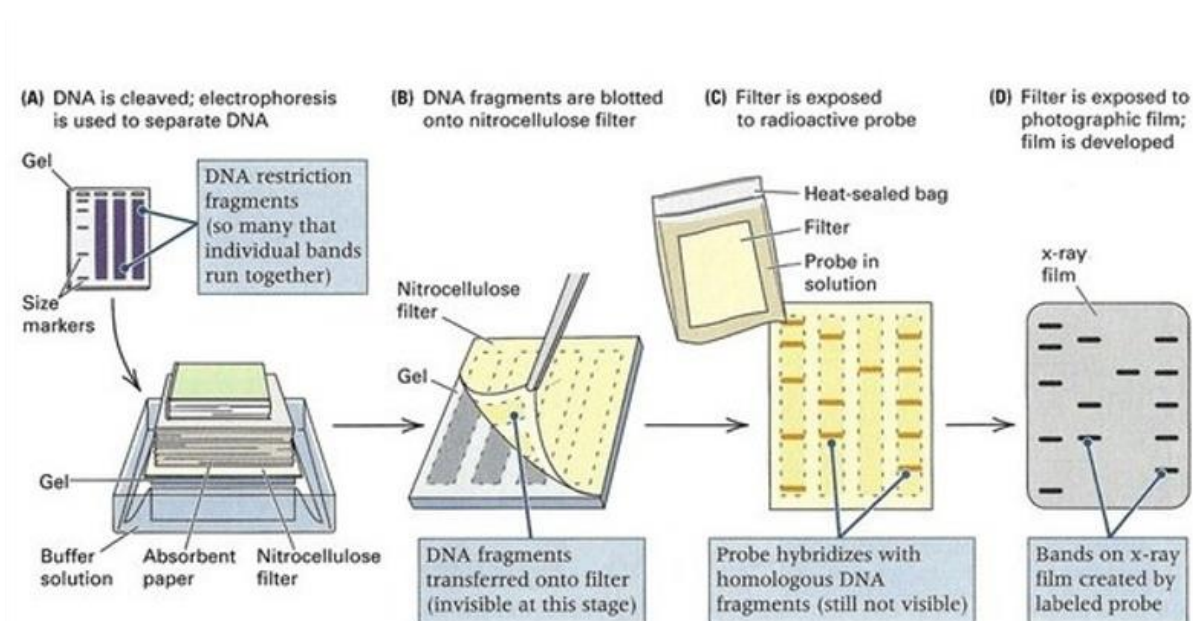 (A) DNA is cleaved; electrophoresis
is used to separate DNA
Gel
DNA restriction
fragments
(so many that
individual bands
run together)
Size
markers
Gel
Buffer
solution
Absorbent
paper
Nitrocellulose
filter
(B) DNA fragments are blotted
onto nitrocellulose filter
Nitrocellulose
filter
Gel
DNA fragments
transferred onto filter
(invisible at this stage)
(C) Filter is exposed
to radioactive probe
Heat-sealed bag
Filter
Probe in
solution
Probe hybridizes with
homologous DNA
fragments (still not visible)
(D) Filter is exposed to
photographic film;
film is developed
x-ray
film
Bands on x-ray
film created by
labeled probe